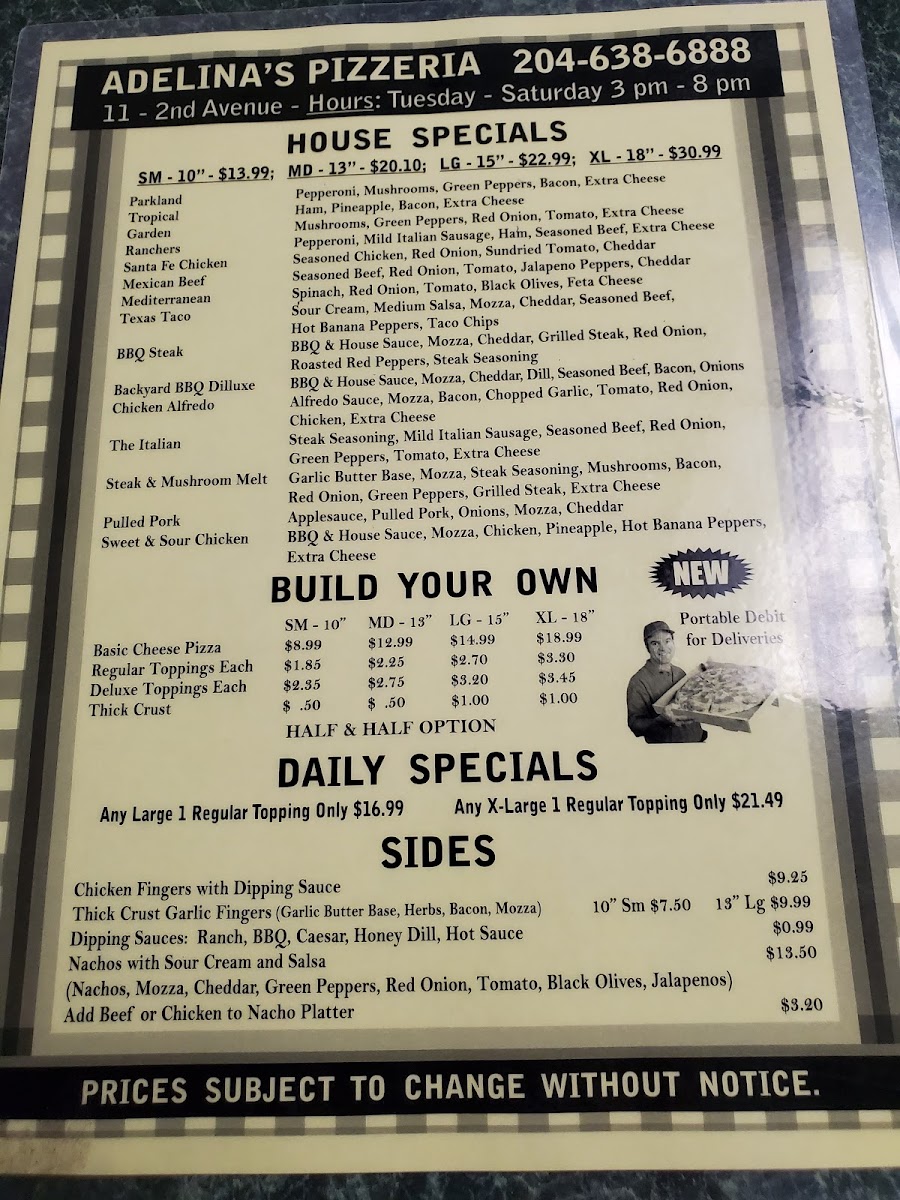 ADELINA'S PIZZERIA 204-638-6888
11 - 2nd Avenue - Hours: Tuesday - Saturday 3 pm - 8 pm
HOUSE SPECIALS
SM - 10" - $13.99; MD - 13" - $20.10; LG - 15" - $22.99; XL - 18" - $30.99
Parkland Pepperoni, Mushrooms, Green Peppers, Bacon, Extra Cheese
Tropical Ham, Pineapple, Bacon, Extra Cheese
Garden Mushrooms, Green Peppers, Red Onion, Tomato, Extra Cheese
Ranchers Pepperoni, Mild Italian Sausage, Ham, Seasoned Beef, Extra Cheese
Santa Fe Chicken Seasoned Chicken, Red Onion, Sundried Tomato, Cheddar
Mexican Beef Seasoned Beef, Red Onion, Tomato, Jalapeno Peppers, Cheddar
Mediterranean Spinach, Red Onion, Tomato, Black Olives, Feta Cheese
Texas Taco Sour Cream, Medium Salsa, Mozza, Cheddar, Seasoned Beef,
Hot Banana Peppers, Taco Chips
BBQ Steak BBQ & House Sauce, Mozza, Cheddar, Grilled Steak, Red Onion,
Roasted Red Peppers, Steak Seasoning
Backyard BBQ Dilluxe BBQ & House Sauce, Mozza, Cheddar, Dill, Seasoned Beef, Bacon, Onions
Chicken Alfredo Alfredo Sauce, Mozza, Bacon, Chopped Garlic, Tomato, Red Onion,
Chicken, Extra Cheese
The Italian Steak Seasoning, Mild Italian Sausage, Seasoned Beef, Red Onion,
Green Peppers, Tomato, Extra Cheese
Steak & Mushroom Melt Garlic Butter Base, Mozza, Steak Seasoning, Mushrooms, Bacon,
Red Onion, Green Peppers, Grilled Steak, Extra Cheese
Pulled Pork Applesauce, Pulled Pork, Onions, Mozza, Cheddar
Sweet & Sour Chicken BBQ & House Sauce, Mozza, Chicken, Pineapple, Hot Banana Peppers,
Extra Cheese
BUILD YOUR OWN
NEW
Portable Debit
for Deliveries
SM - 10" MD - 13" LG - 15" XL - 18"
Basic Cheese Pizza $8.99 $12.99 $14.99 $18.99
Regular Toppings Each $1.85 $2.25 $2.70 $3.30
Deluxe Toppings Each $2.35 $2.75 $3.20 $3.45
Thick Crust $ .50 $ .50 $1.00 $1.00
HALF & HALF OPTION
DAILY SPECIALS
Any Large 1 Regular Topping Only $16.99 Any X-Large 1 Regular Topping Only $21.49
SIDES
Chicken Fingers with Dipping Sauce $9.25
Thick Crust Garlic Fingers (Garlic Butter Base, Herbs, Bacon, Mozza) 10" Sm $7.50 13" Lg $9.99
Dipping Sauces: Ranch, BBQ, Caesar, Honey Dill, Hot Sauce $0.99
Nachos with Sour Cream and Salsa $13.50
(Nachos, Mozza, Cheddar, Green Peppers, Red Onion, Tomato, Black Olives, Jalapenos)
Add Beef or Chicken to Nacho Platter $3.20
PRICES SUBJECT TO CHANGE WITHOUT NOTICE.